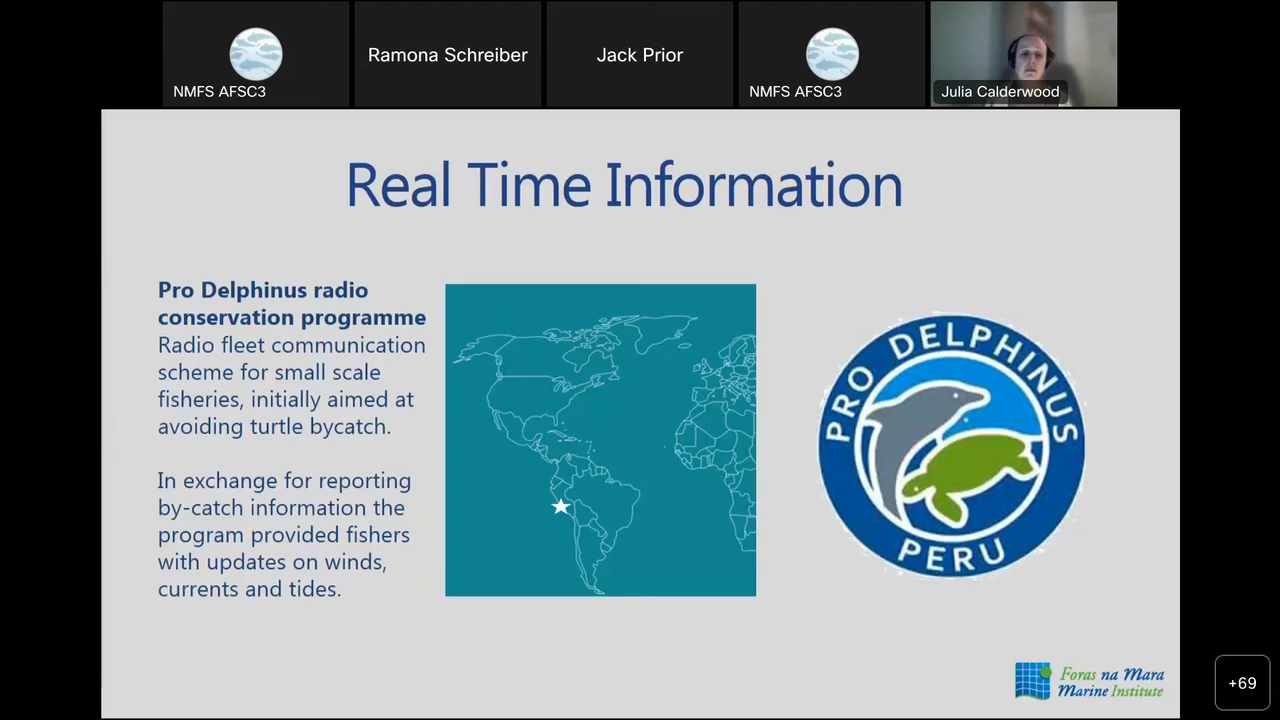 NMFS AFSC3
Ramona Schreiber
Jack Prior
NMFS AFSC3
Julia Calderwood
Real Time Information
Pro Delphinus radio
conservation programme
Radio fleet communication
scheme for small scale
fisheries, initially aimed at
avoiding turtle bycatch.
In exchange for reporting
by-catch information the
program provided fishers
with updates on winds,
currents and tides.
PRO DELPHINUS
PERU
Foras na Mara
Marine Institute
+69